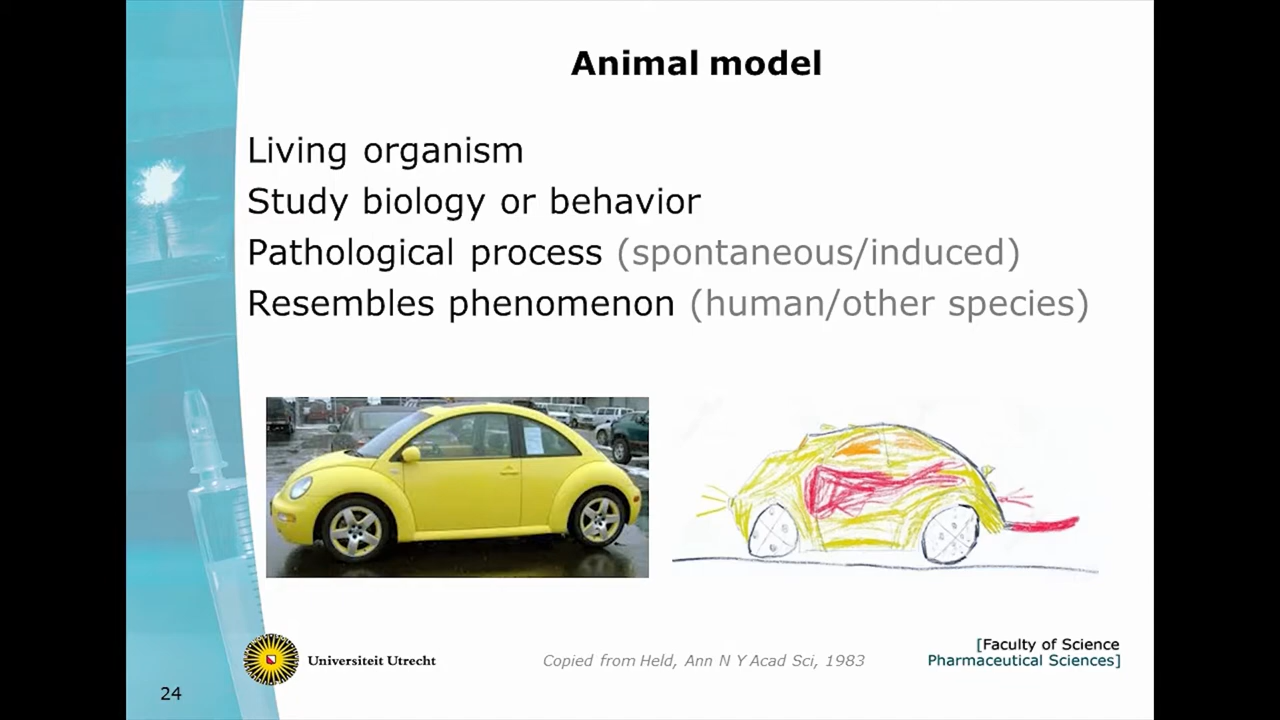 Animal model
Living organism
Study biology or behavior
Pathological process (spontaneous/induced)
Resembles phenomenon (human/other species)
Universiteit Utrecht
Copied from Held, Ann N Y Acad Sci, 1983
[Faculty of Science
Pharmaceutical Sciences]
24